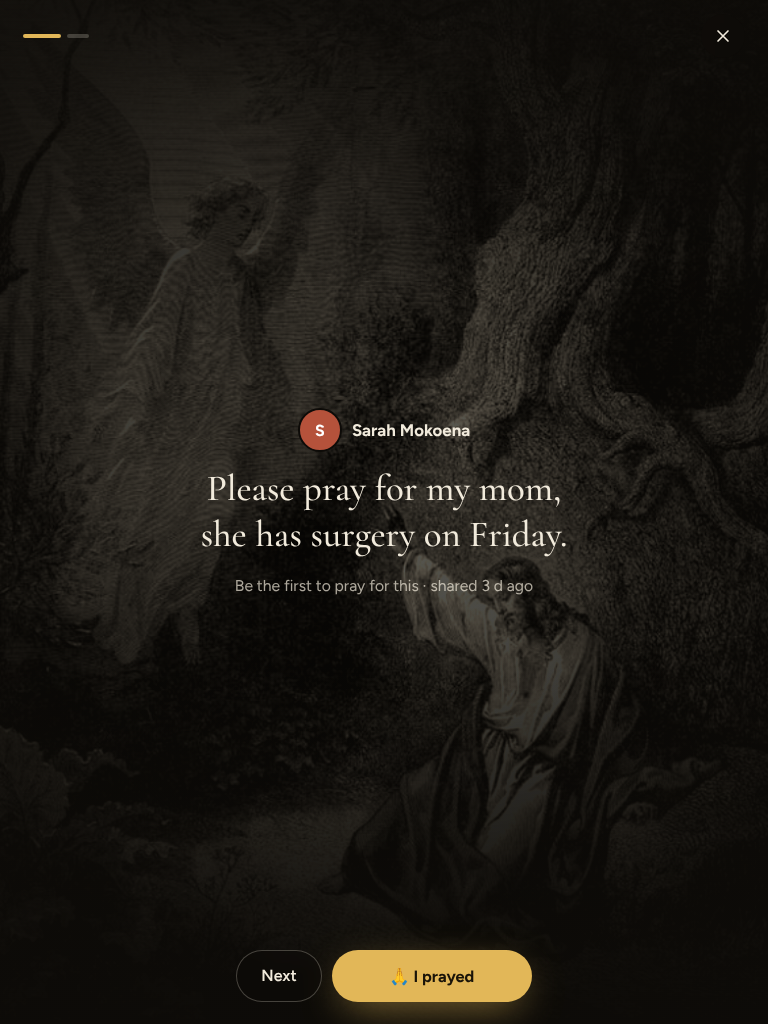 S
Sarah Mokoena
Please pray for my mom,
she has surgery on Friday.
Be the first to pray for this · shared 3 d ago
Next
🙏 I prayed